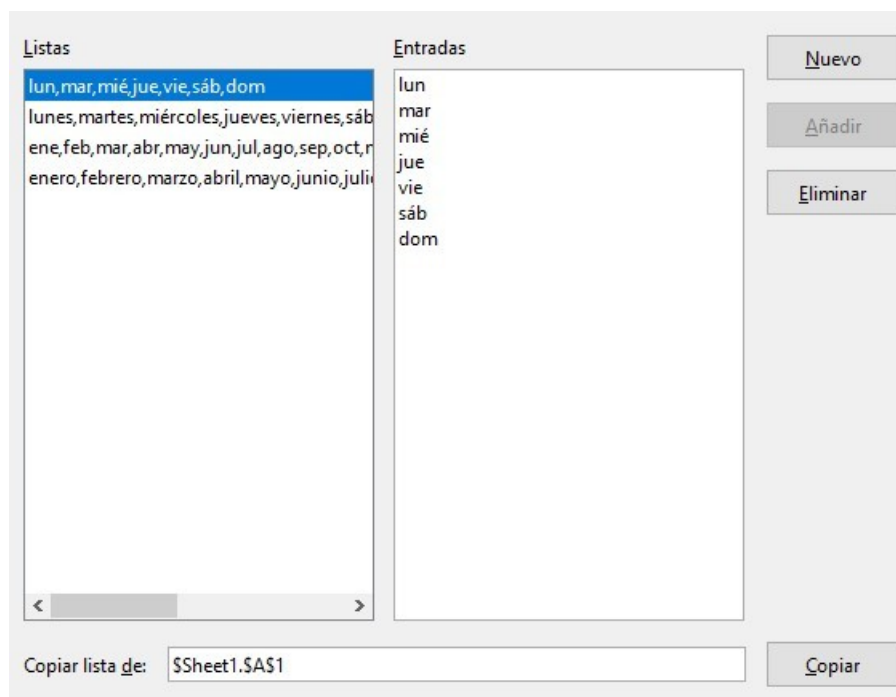 Listas
lun,mar,mié,jue,vie,sáb,dom
lunes,martes,miércoles,jueves,viernes,sáb
ene,feb,mar,abr,may,jun,jul,ago,sep,oct,
enero,febrero,marzo,abril,mayo,junio,juli
Entradas
lun
mar
mié
jue
vie
sáb
dom
Nuevo
Añadir
Eliminar
Copiar lista de:
$Sheet1.$A$1
Copiar